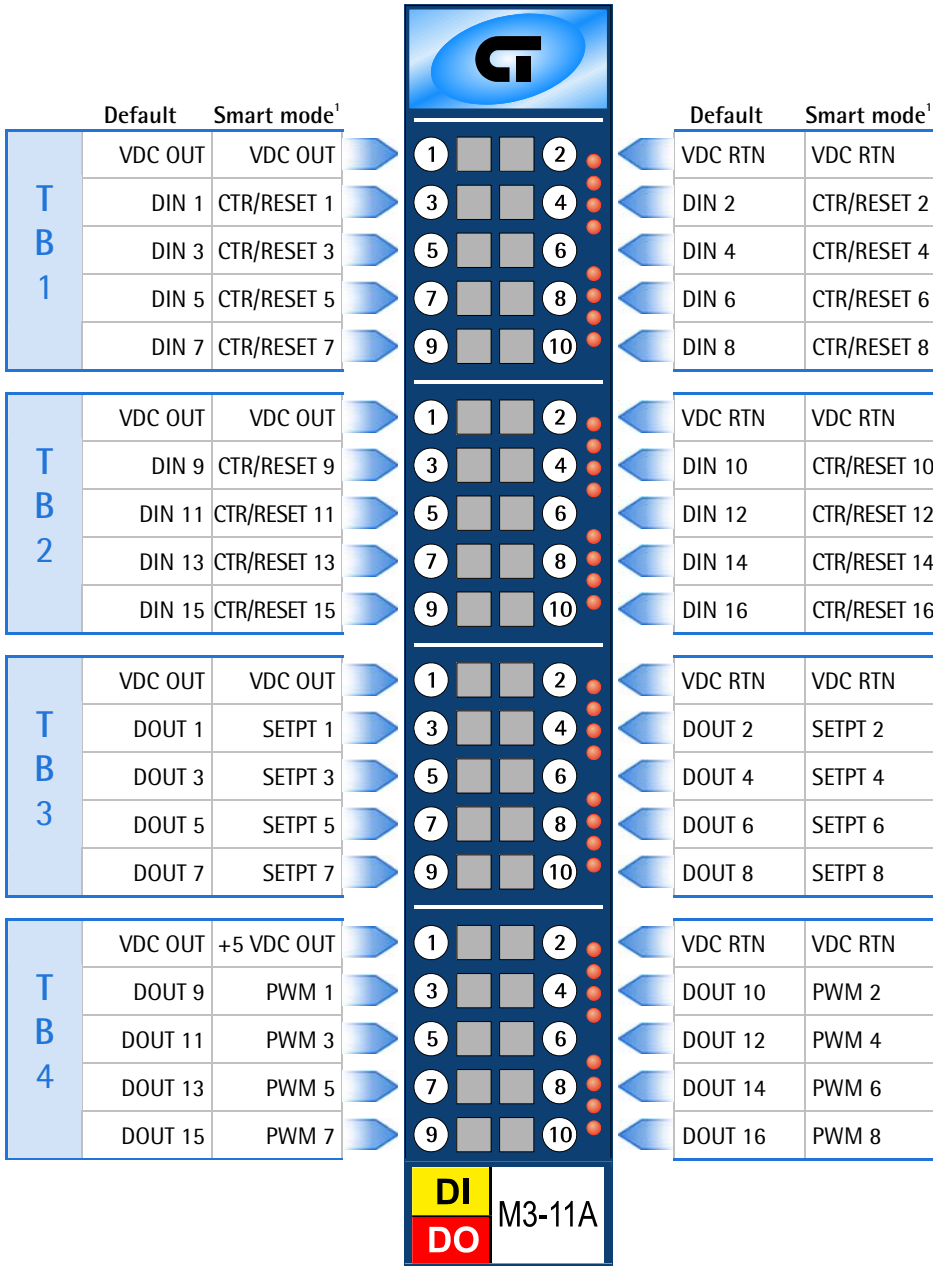 Default Smart mode¹ Default Smart mode¹
TB1
VDC OUT VDC OUT 1 2 VDC RTN VDC RTN
DIN 1 CTR/RESET 1 3 4 DIN 2 CTR/RESET 2
DIN 3 CTR/RESET 3 5 6 DIN 4 CTR/RESET 4
DIN 5 CTR/RESET 5 7 8 DIN 6 CTR/RESET 6
DIN 7 CTR/RESET 7 9 10 DIN 8 CTR/RESET 8
TB2
VDC OUT VDC OUT 1 2 VDC RTN VDC RTN
DIN 9 CTR/RESET 9 3 4 DIN 10 CTR/RESET 10
DIN 11 CTR/RESET 11 5 6 DIN 12 CTR/RESET 12
DIN 13 CTR/RESET 13 7 8 DIN 14 CTR/RESET 14
DIN 15 CTR/RESET 15 9 10 DIN 16 CTR/RESET 16
TB3
VDC OUT VDC OUT 1 2 VDC RTN VDC RTN
DOUT 1 SETPT 1 3 4 DOUT 2 SETPT 2
DOUT 3 SETPT 3 5 6 DOUT 4 SETPT 4
DOUT 5 SETPT 5 7 8 DOUT 6 SETPT 6
DOUT 7 SETPT 7 9 10 DOUT 8 SETPT 8
TB4
VDC OUT +5 VDC OUT 1 2 VDC RTN VDC RTN
DOUT 9 PWM 1 3 4 DOUT 10 PWM 2
DOUT 11 PWM 3 5 6 DOUT 12 PWM 4
DOUT 13 PWM 5 7 8 DOUT 14 PWM 6
DOUT 15 PWM 7 9 10 DOUT 16 PWM 8
DI
M3-11A
DO